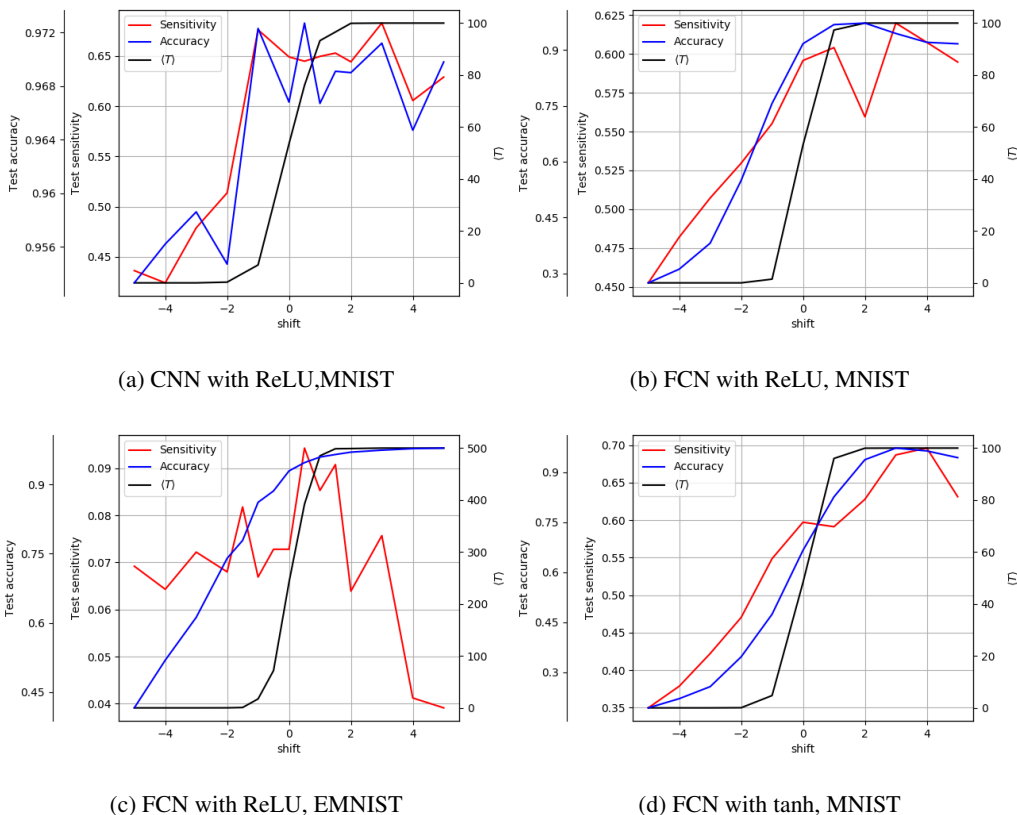 Sensitivity
Accuracy
⟨T⟩
0.972
0.968
0.964
0.96
0.956
Test accuracy
0.65
0.60
0.55
0.50
0.45
Test sensitivity
100
80
60
40
20
0
⟨T⟩
−4 −2 0 2 4
shift
(a) CNN with ReLU,MNIST
Sensitivity
Accuracy
⟨T⟩
0.9
0.75
0.6
0.45
0.3
Test accuracy
0.625
0.600
0.575
0.550
0.525
0.500
0.475
0.450
Test sensitivity
100
80
60
40
20
0
⟨T⟩
−4 −2 0 2 4
shift
(b) FCN with ReLU, MNIST
Sensitivity
Accuracy
⟨T⟩
0.9
0.75
0.6
0.45
Test accuracy
0.09
0.08
0.07
0.06
0.05
0.04
Test sensitivity
500
400
300
200
100
0
⟨T⟩
−4 −2 0 2 4
shift
(c) FCN with ReLU, EMNIST
Sensitivity
Accuracy
⟨T⟩
0.9
0.75
0.6
0.45
0.3
Test accuracy
0.70
0.65
0.60
0.55
0.50
0.45
0.40
0.35
Test sensitivity
100
80
60
40
20
0
⟨T⟩
−4 −2 0 2 4
shift
(d) FCN with tanh, MNIST